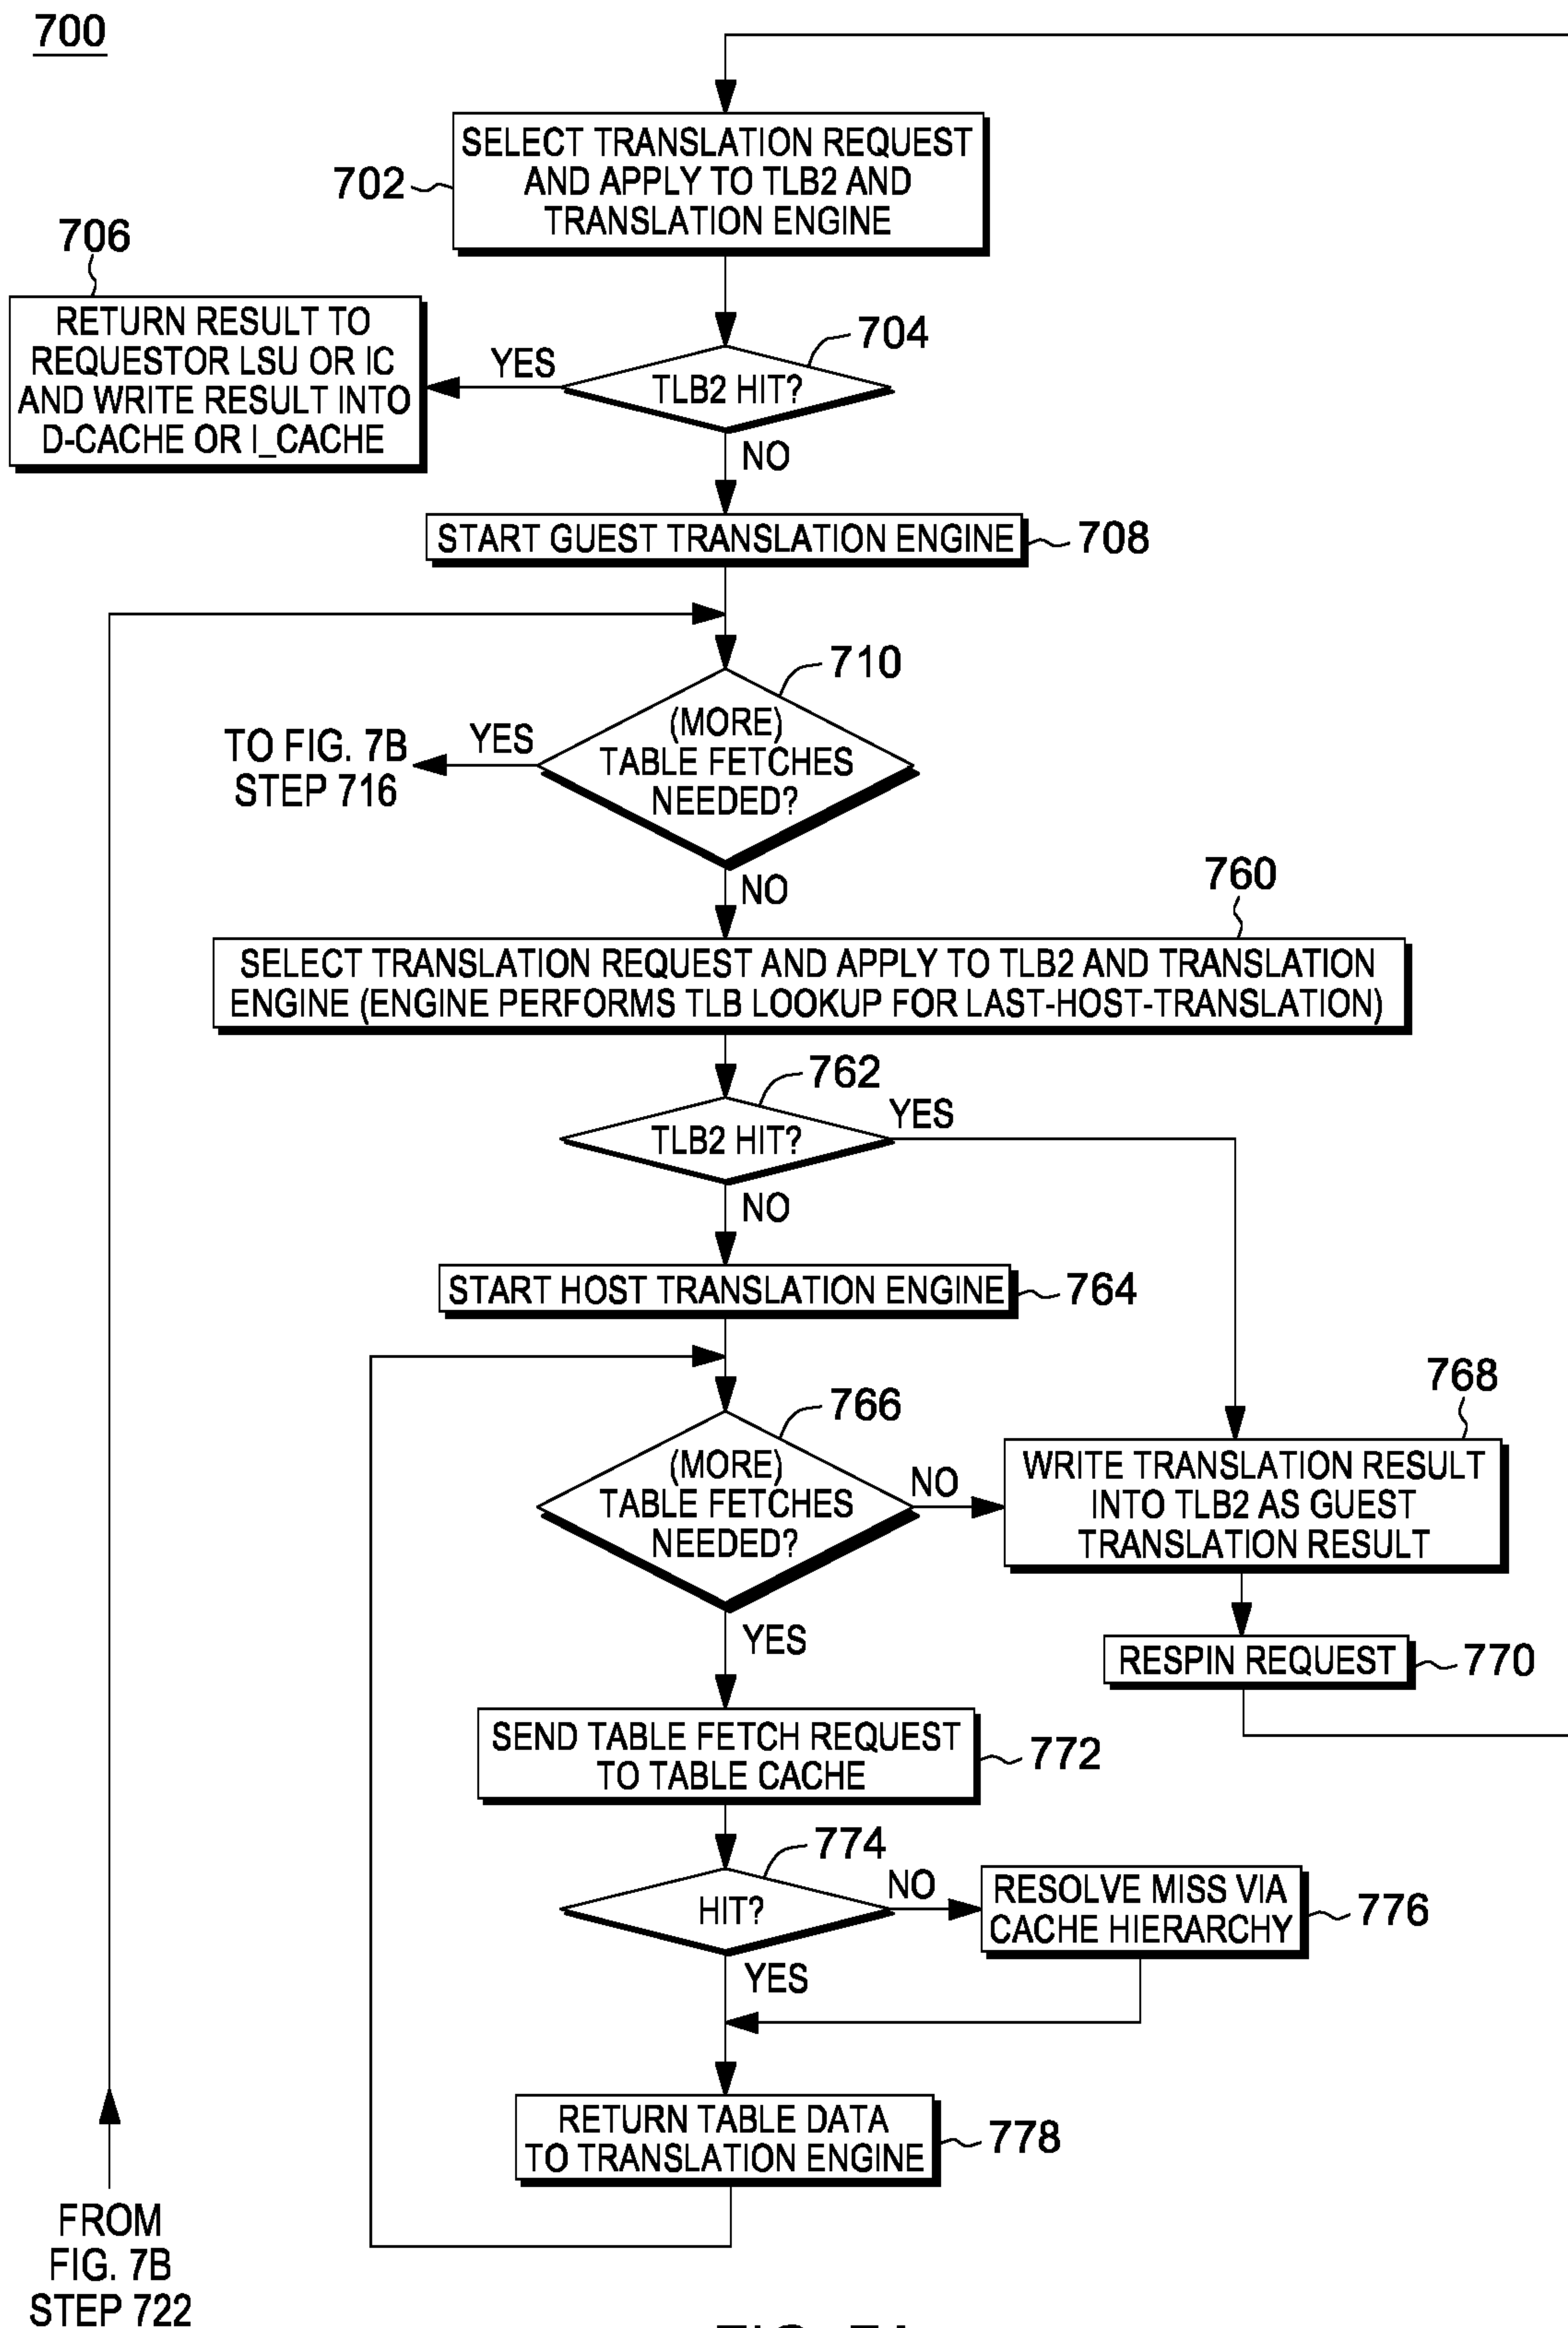 700
SELECT TRANSLATION REQUEST
AND APPLY TO TLB2 AND
TRANSLATION ENGINE
702
706
RETURN RESULT TO
REQUESTOR LSU OR IC
AND WRITE RESULT INTO
D-CACHE OR I_CACHE
YES
704
TLB2 HIT?
NO
START GUEST TRANSLATION ENGINE
708
710
(MORE)
TABLE FETCHES
NEEDED?
YES
TO FIG. 7B
STEP 716
NO
760
SELECT TRANSLATION REQUEST AND APPLY TO TLB2 AND TRANSLATION
ENGINE (ENGINE PERFORMS TLB LOOKUP FOR LAST-HOST-TRANSLATION)
762
TLB2 HIT?
YES
NO
START HOST TRANSLATION ENGINE
764
766
(MORE)
TABLE FETCHES
NEEDED?
NO
768
WRITE TRANSLATION RESULT
INTO TLB2 AS GUEST
TRANSLATION RESULT
YES
RESPIN REQUEST
770
SEND TABLE FETCH REQUEST
TO TABLE CACHE
772
774
HIT?
NO
RESOLVE MISS VIA
CACHE HIERARCHY
776
YES
RETURN TABLE DATA
TO TRANSLATION ENGINE
778
FROM
FIG. 7B
STEP 722